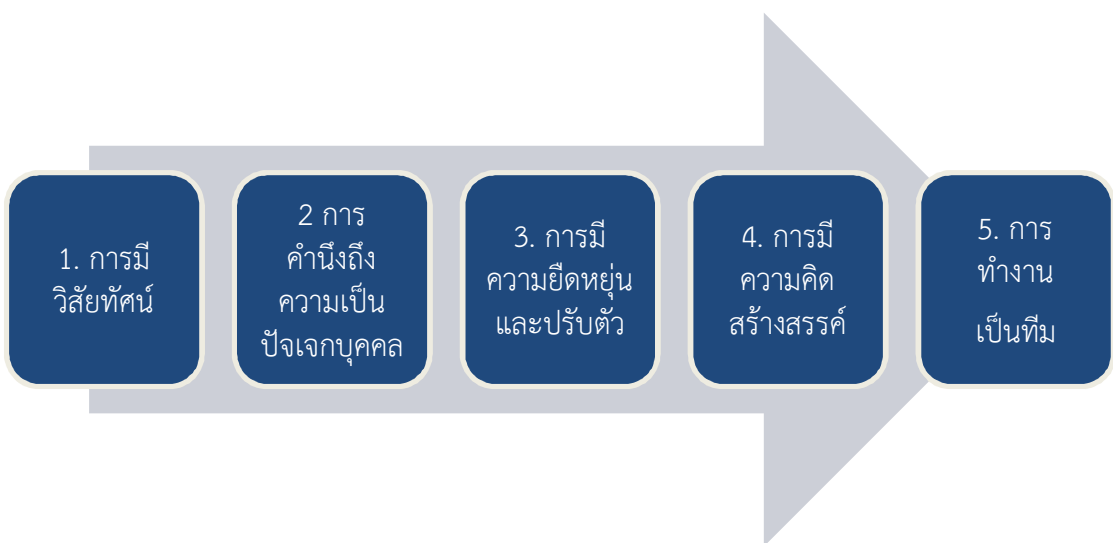 1. การมี
วิสัยทัศน์
2 การ
คำนึงถึง
ความเป็น
ปัจเจกบุคคล
3. การมี
ความยืดหยุ่น
และปรับตัว
4. การมี
ความคิด
สร้างสรรค์
5. การ
ทำงาน
เป็นทีม